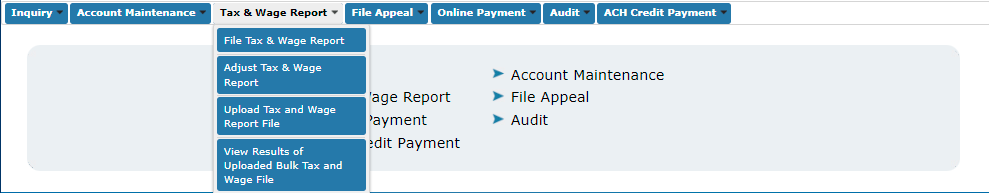 Inquiry Account Maintenance Tax & Wage Report File Appeal Online Payment Audit ACH Credit Payment
File Tax & Wage Report
Adjust Tax & Wage
Report
Upload Tax and Wage
Report File
View Results of
Uploaded Bulk Tax and
Wage File
Report
Payment
Payment
Account Maintenance
File Appeal
Audit